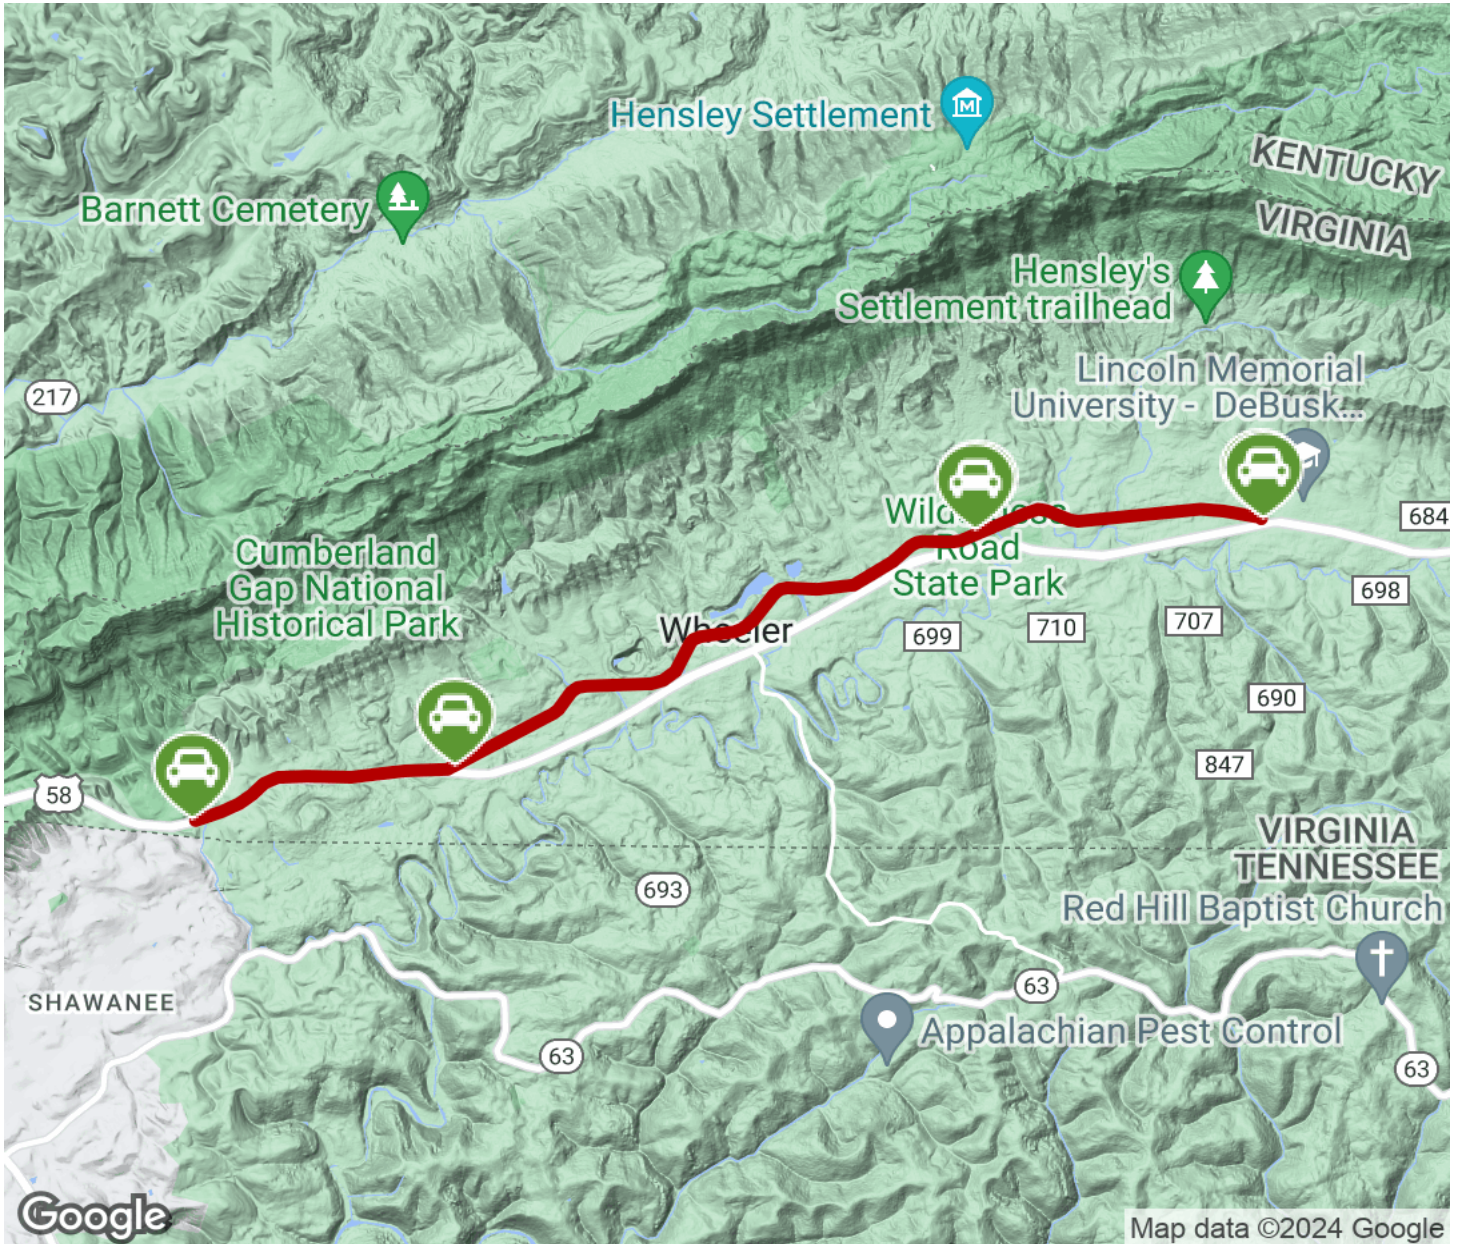 Hensley Settlement
KENTUCKY
VIRGINIA
Barnett Cemetery
Hensley's
Settlement trailhead
217
Lincoln Memorial
University - DeBusk...
684
Road
State Park
Cumberland
Gap National
Historical Park
698
Wheeler
699
710
707
690
847
58
VIRGINIA
TENNESSEE
693
Red Hill Baptist Church
SHAWANEE
63
Appalachian Pest Control
63
63
Google
Map data ©2024 Google